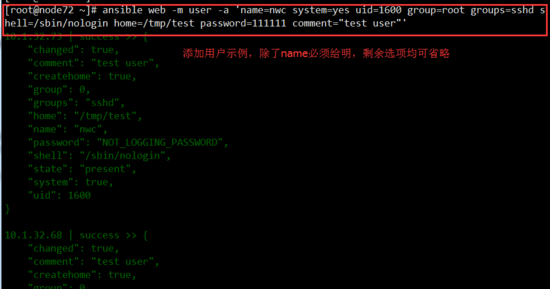 [root@node72 ~]# ansible web -m user -a 'name=nwc system=yes uid=1600 group=root groups=sshd s
hell=/sbin/nologin home=/tmp/test password=111111 comment="test user"'
10.1.32.73 | success >> {
"changed": true,
添加用户示例，除了name必须给明，剩余选项均可省略
"comment": "test user",
"createhome": true,
"group": 0,
"groups": "sshd",
"home": "/tmp/test",
"name": "nwc",
"password": "NOT_LOGGING_PASSWORD",
"shell": "/sbin/nologin",
"state": "present",
"system": true,
"uid": 1600
}
10.1.32.68 | success >> {
"changed": true,
"comment": "test user",
"createhome": true,
"group": 0